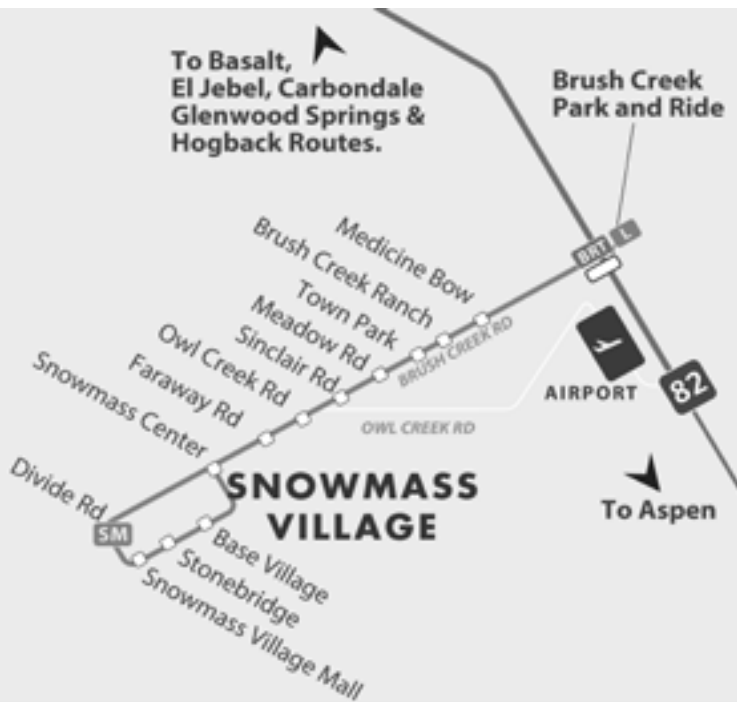 To Basalt,
El Jebel, Carbondale
Glenwood Springs &
Hogback Routes.
Brush Creek
Park and Ride
BRT
L
Medicine Bow
Brush Creek Ranch
Town Park
Meadow Rd
Sinclair Rd
Owl Creek Rd
Faraway Rd
Snowmass Center
Divide Rd
BRUSH CREEK RD
OWL CREEK RD
AIRPORT
82
To Aspen
SNOWMASS
VILLAGE
SM
Base Village
Stonebridge
Snowmass Village Mall